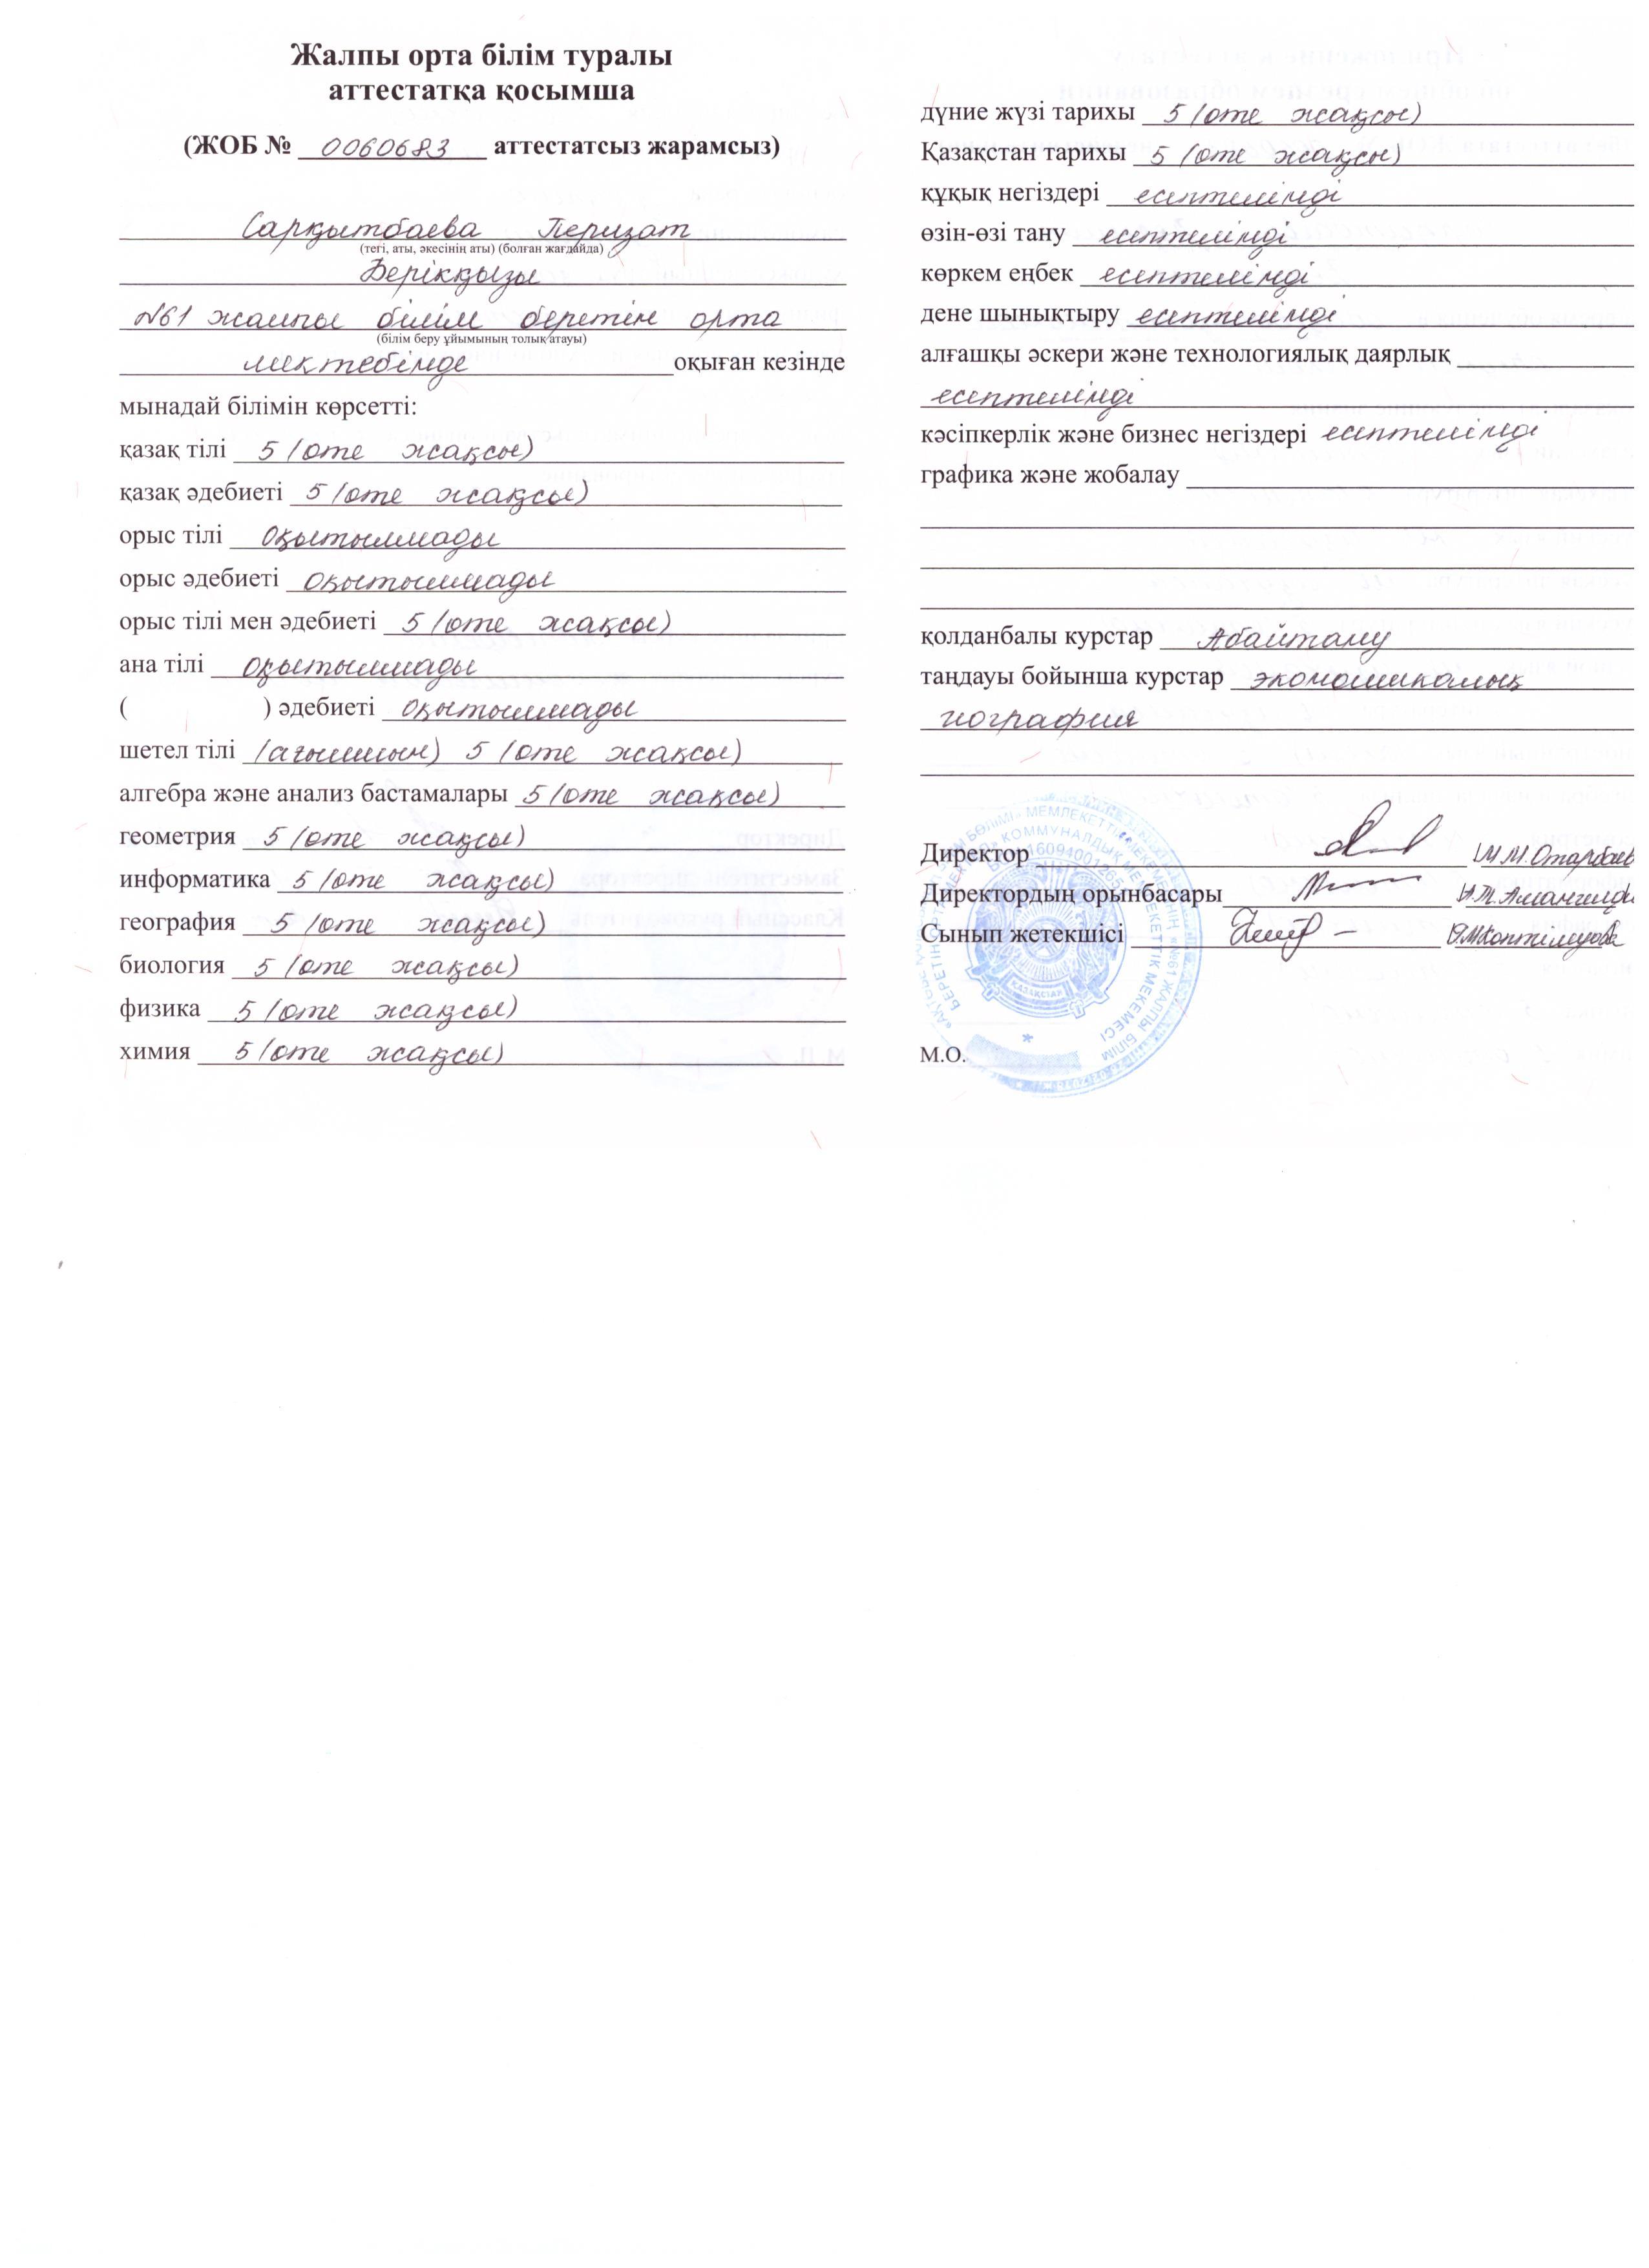 Жалпы орта білім туралы
аттестатқа қосымша
(ЖОБ № 0060683 аттестатсыз жарамсыз)
Сарқытбаева Перизат
(тегі, аты, әкесінің аты) (болған жағдайда)
Берікқызы
№61 жалпы білім беретін орта
(білім беру ұйымының толық атауы)
мектебінде оқыған кезінде
мынадай білімін көрсетті:
қазақ тілі 5 (өте жақсы)
қазақ әдебиеті 5 (өте жақсы)
орыс тілі оқытылмады
орыс әдебиеті оқытылмады
орыс тілі мен әдебиеті 5 (өте жақсы)
ана тілі оқытылмады
( ) әдебиеті оқытылмады
шетел тілі (ағылшын) 5 (өте жақсы)
алгебра және анализ бастамалары 5 (өте жақсы)
геометрия 5 (өте жақсы)
информатика 5 (өте жақсы)
география 5 (өте жақсы)
биология 5 (өте жақсы)
физика 5 (өте жақсы)
химия 5 (өте жақсы)
дүние жүзі тарихы 5 (өте жақсы)
Қазақстан тарихы 5 (өте жақсы)
құқық негіздері есептелінді
өзін-өзі тану есептелінді
көркем еңбек есептелінді
дене шынықтыру есептелінді
алғашқы әскери және технологиялық даярлық
есептелінді
кәсіпкерлік және бизнес негіздері есептелінді
графика және жобалау
қолданбалы курстар Абайтану
таңдауы бойынша курстар экономикалық
география
Директор М.Отарбаев
Директордың орынбасары
Сынып жетекшісі
М.О.
ҚАЗАҚСТАН